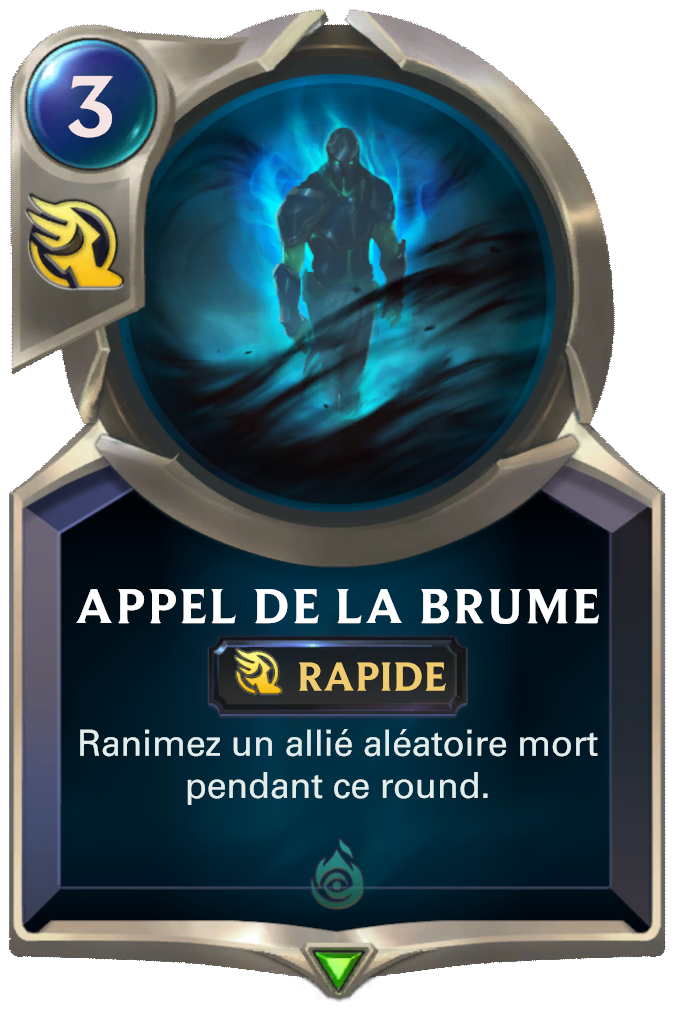 3
APPEL DE LA BRUME
RAPIDE
Ranimez un allié aléatoire mort
pendant ce round.